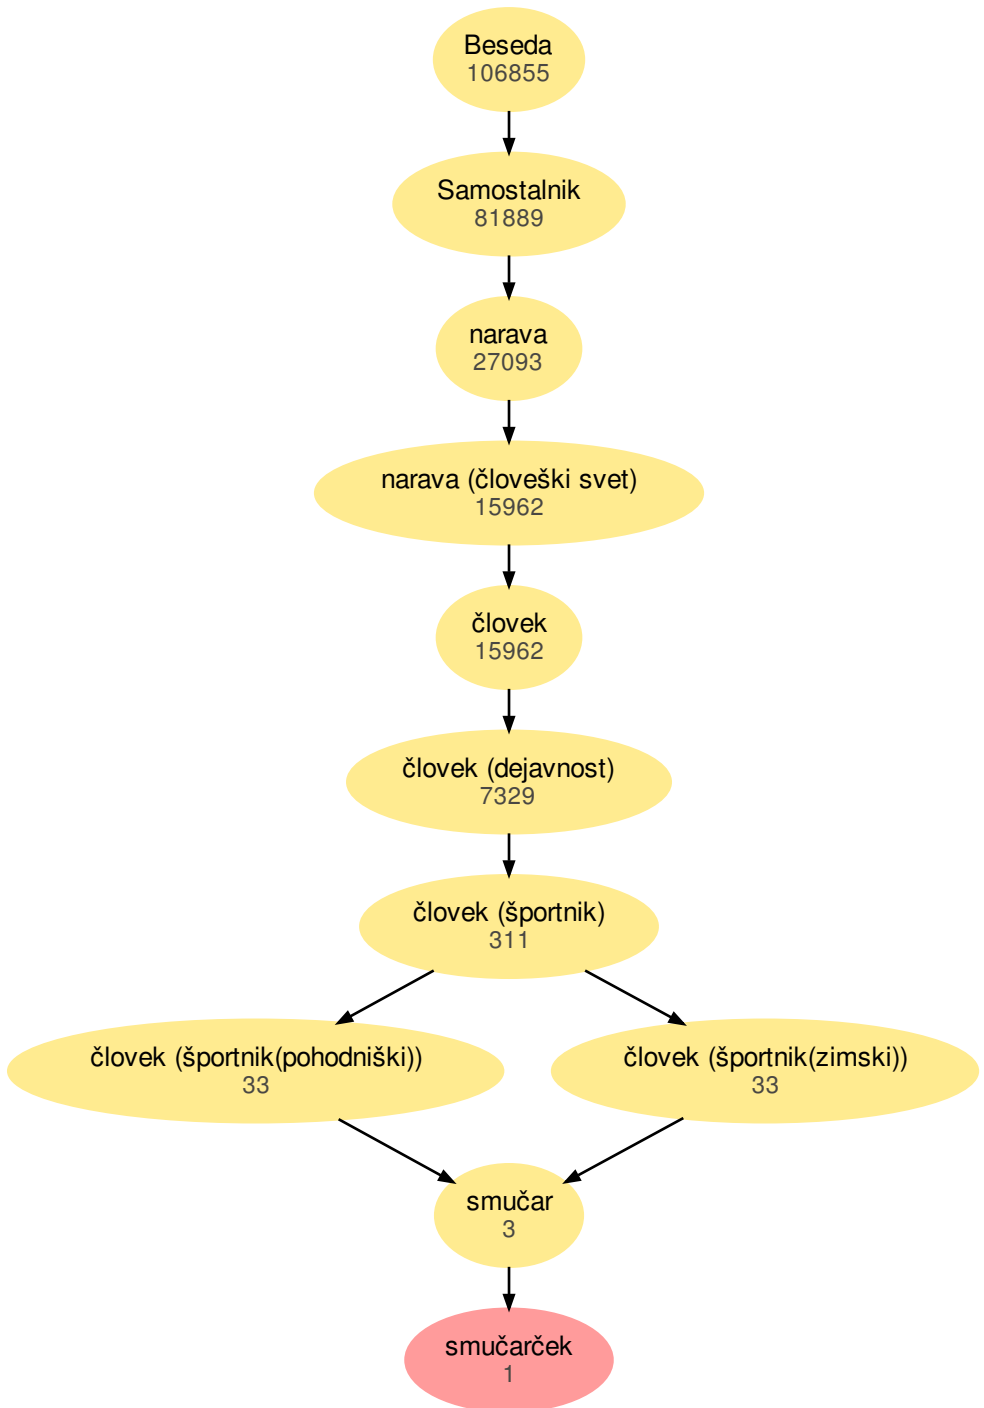 Beseda
106855
Samostalnik
81889
narava
27093
narava (človeški svet)
15962
človek
15962
človek (dejavnost)
7329
človek (športnik)
311
človek (športnik(pohodniški))
33
človek (športnik(zimski))
33
smučar
3
smučarček
1